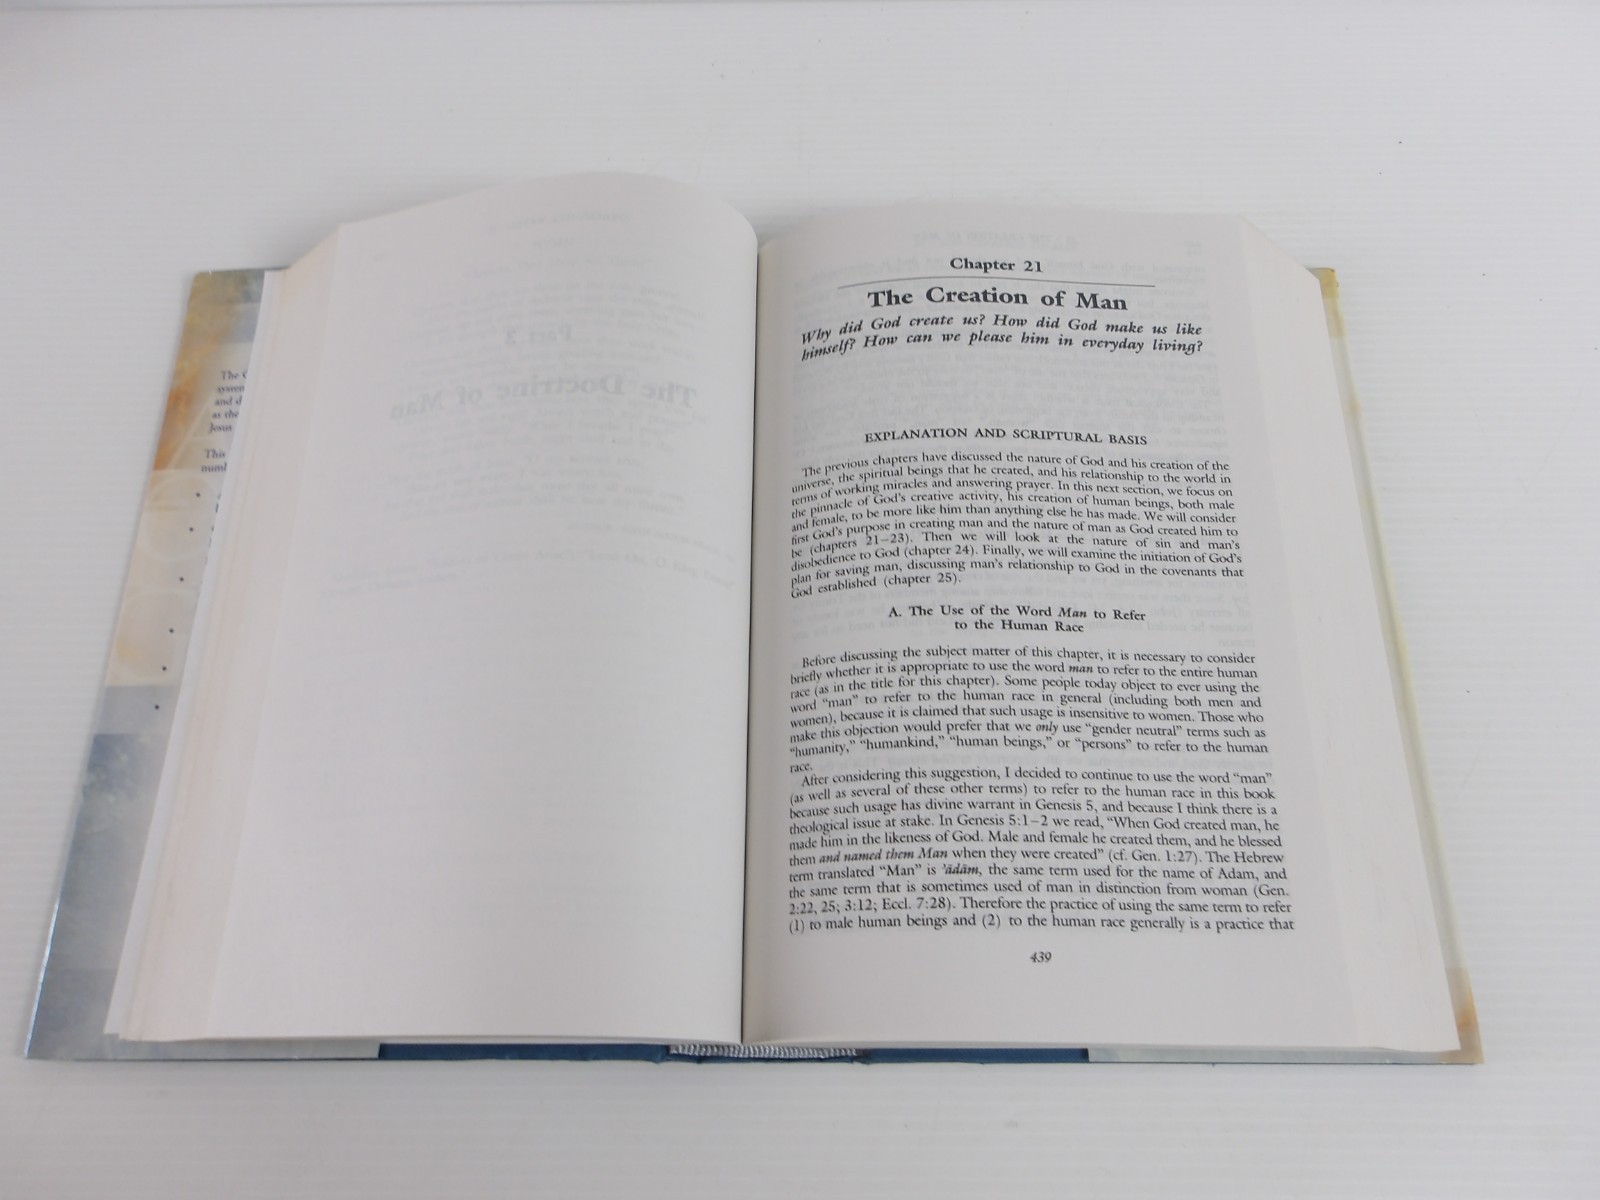 The
system
and d
as the
Jesus
This
numb
Part 3
The Doctrine of Man
Chapter 21
The Creation of Man
Why did God create us? How did God make us like
himself? How can we please him in everyday living?
EXPLANATION AND SCRIPTURAL BASIS
The previous chapters have discussed the nature of God and his creation of the
universe, the spiritual beings that he created, and his relationship to the world in
terms of working miracles and answering prayer. In this next section, we focus on
the pinnacle of God's creative activity, his creation of human beings, both male
and female, to be more like him than anything else he has made. We will consider
first God's purpose in creating man and the nature of man as God created him to
be (chapters 21–23). Then we will look at the nature of sin and man's
disobedience to God (chapter 24). Finally, we will examine the initiation of God's
plan for saving man, discussing man's relationship to God in the covenants that
God established (chapter 25).
A. The Use of the Word Man to Refer
to the Human Race
Before discussing the subject matter of this chapter, it is necessary to consider
briefly whether it is appropriate to use the word man to refer to the entire human
race (as in the title for this chapter). Some people today object to ever using the
word “man” to refer to the human race in general (including both men and
women), because it is claimed that such usage is insensitive to women. Those who
make this objection would prefer that we only use “gender neutral” terms such as
“humanity,” “humankind,” “human beings,” or “persons” to refer to the human
race.
After considering this suggestion, I decided to continue to use the word “man”
(as well as several of these other terms) to refer to the human race in this book
because such usage has divine warrant in Genesis 5, and because I think there is a
theological issue at stake. In Genesis 5:1–2 we read, “When God created man, he
made him in the likeness of God. Male and female he created them, and he blessed
them and named them Man when they were created” (cf. Gen. 1:27). The Hebrew
term translated “Man” is ’ādām, the same term used for the name of Adam, and
the same term that is sometimes used of man in distinction from woman (Gen.
2:22, 25; 3:12; Eccl. 7:28). Therefore the practice of using the same term to refer
(1) to male human beings and (2) to the human race generally is a practice that
439